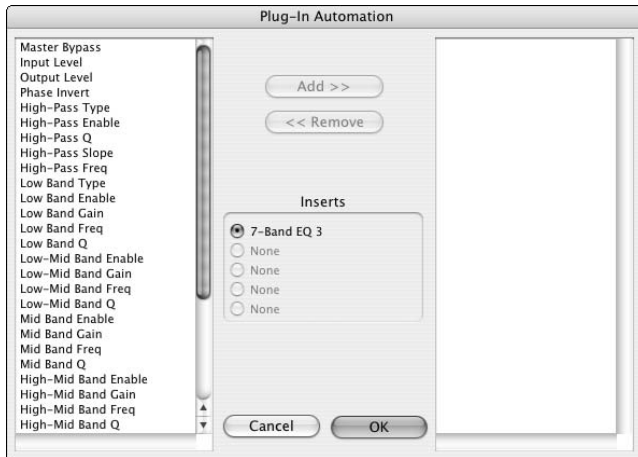 Plug-In Automation
Master Bypass
Input Level
Output Level
Phase Invert
High-Pass Type
High-Pass Enable
High-Pass Q
High-Pass Slope
High-Pass Freq
Low Band Type
Low Band Enable
Low Band Gain
Low Band Freq
Low Band Q
Low-Mid Band Enable
Low-Mid Band Gain
Low-Mid Band Freq
Low-Mid Band Q
Mid Band Enable
Mid Band Gain
Mid Band Freq
Mid Band Q
High-Mid Band Enable
High-Mid Band Gain
High-Mid Band Freq
High-Mid Band Q
Add >>
<< Remove
Inserts
7-Band EQ 3
None
None
None
None
Cancel
OK